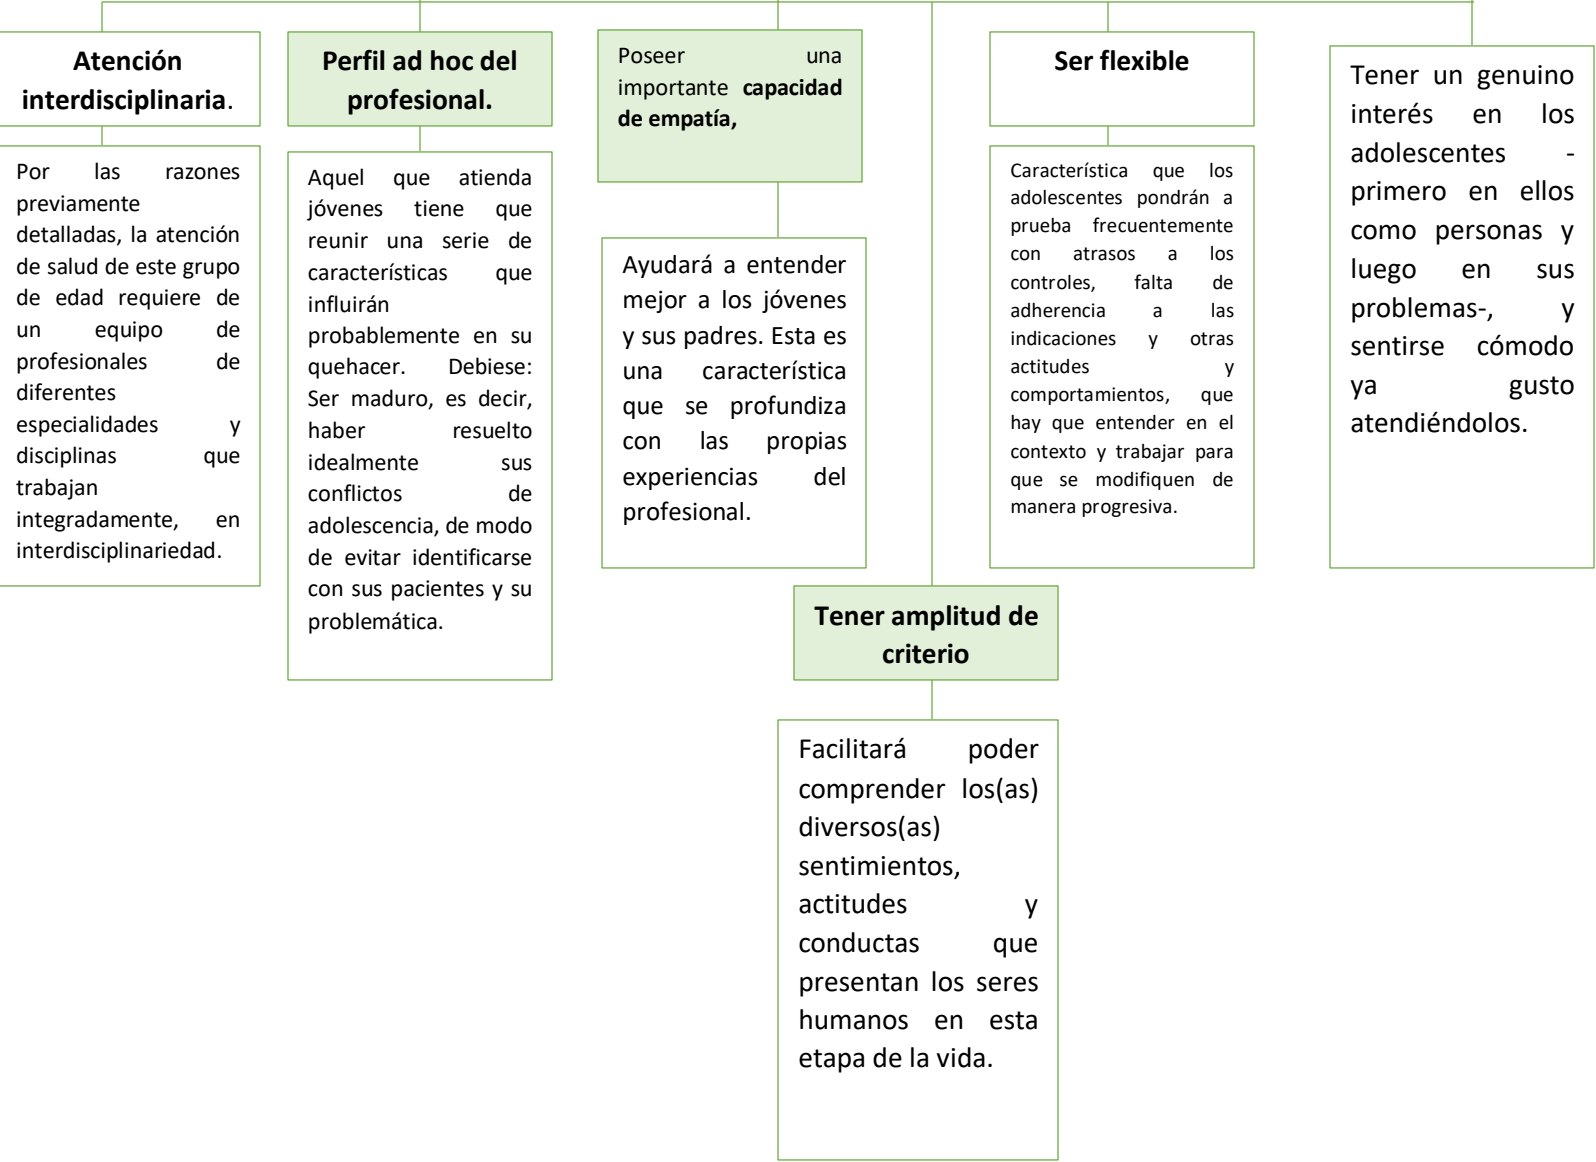 Atención
interdisciplinaria.
Por las razones
previamente
detalladas, la atención
de salud de este grupo
de edad requiere de
un equipo de
profesionales de
diferentes
especialidades y
disciplinas que
trabajan
integradamente, en
interdisciplinariedad.
Perfil ad hoc del
profesional.
Aquel que atienda
jóvenes tiene que
reunir una serie de
características que
influirán
probablemente en su
quehacer. Debiese:
Ser maduro, es decir,
haber resuelto
idealmente sus
conflictos de
adolescencia, de modo
de evitar identificarse
con sus pacientes y su
problemática.
Poseer una
importante capacidad
de empatía,
Ayudará a entender
mejor a los jóvenes
y sus padres. Esta es
una característica
que se profundiza
con las propias
experiencias del
profesional.
Tener amplitud de
criterio
Facilitará poder
comprender los(as)
diversos(as)
sentimientos,
actitudes y
conductas que
presentan los seres
humanos en esta
etapa de la vida.
Ser flexible
Característica que los
adolescentes pondrán a
prueba frecuentemente
con atrasos a los
controles, falta de
adherencia a las
indicaciones y otras
actitudes y
comportamientos, que
hay que entender en el
contexto y trabajar para
que se modifiquen de
manera progresiva.
Tener un genuino
interés en los
adolescentes -
primero en ellos
como personas y
luego en sus
problemas-, y
sentirse cómodo
ya gusto
atendiéndolos.